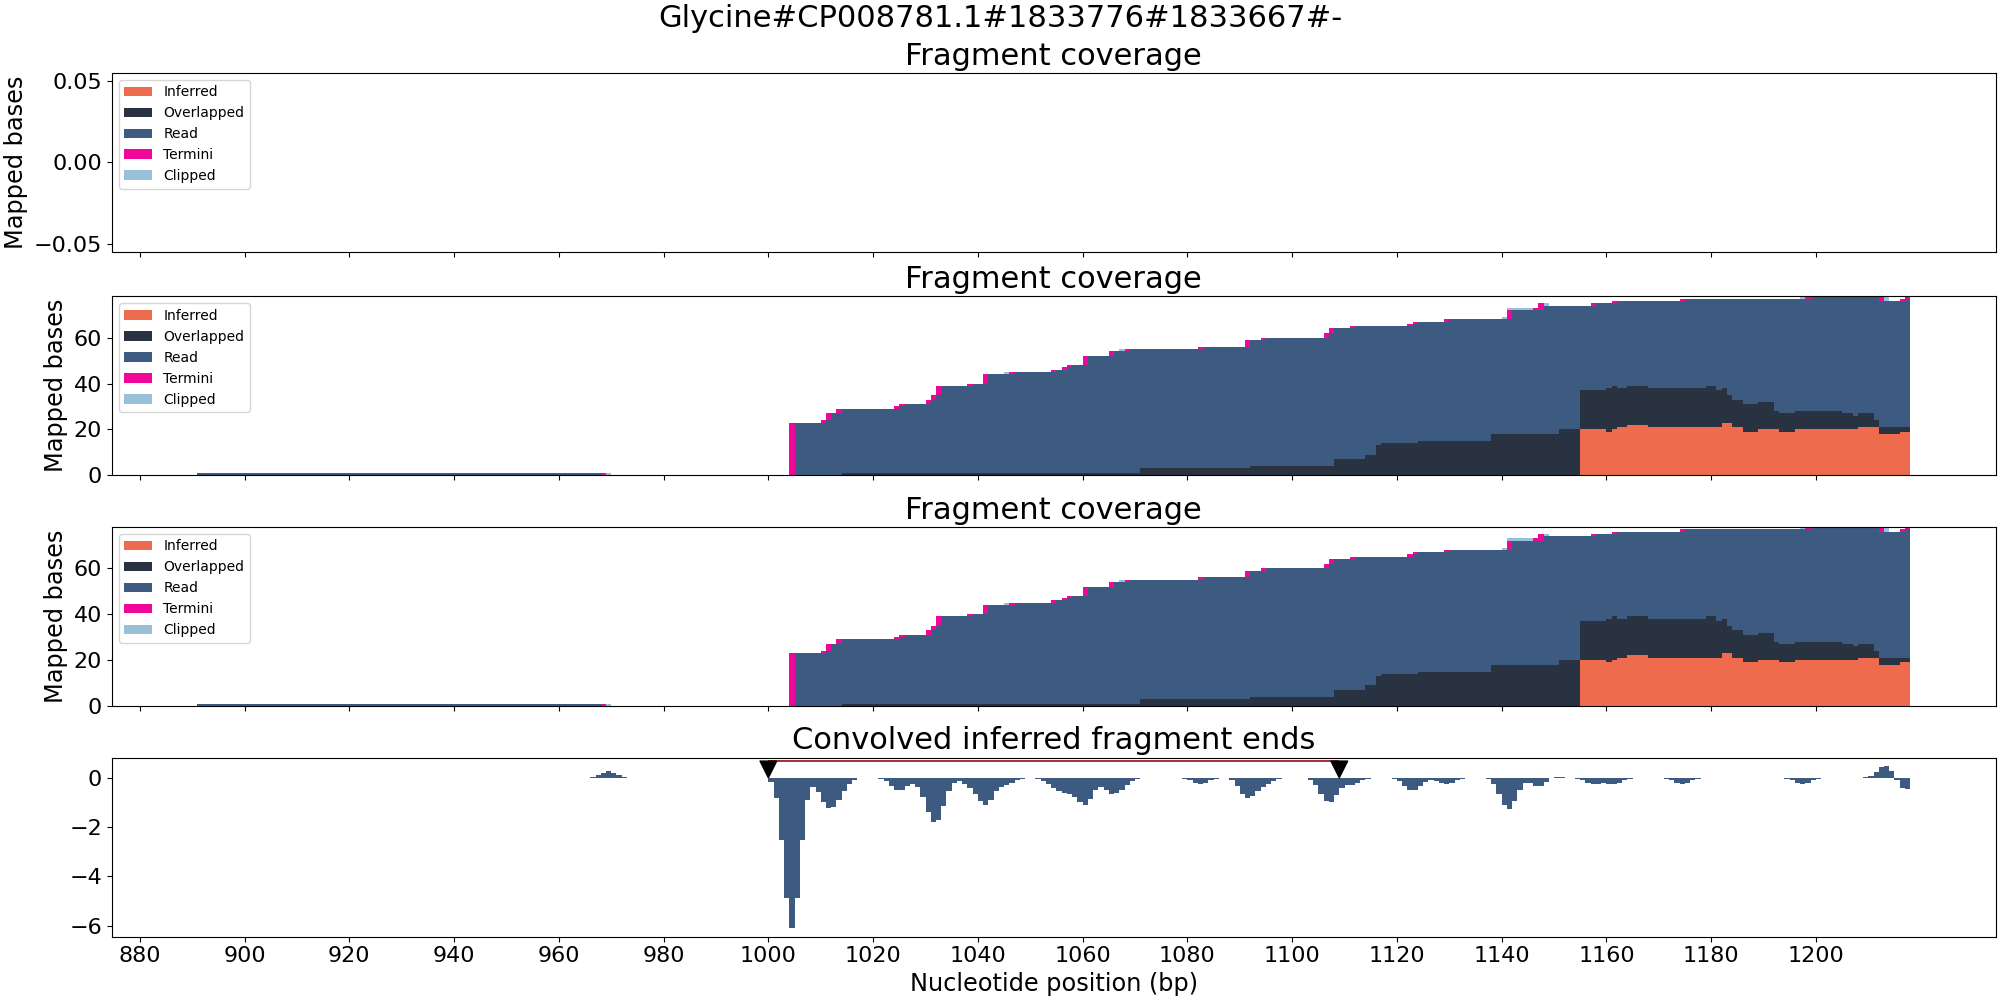 Glycine#CP008781.1#1833776#1833667#-
Fragment coverage
Mapped bases
0.05
0.00
−0.05
Inferred
Overlapped
Read
Termini
Clipped
Fragment coverage
Mapped bases
60
40
20
0
Inferred
Overlapped
Read
Termini
Clipped
Fragment coverage
Mapped bases
60
40
20
0
Inferred
Overlapped
Read
Termini
Clipped
Convolved inferred fragment ends
0
−2
−4
−6
880 900 920 940 960 980 1000 1020 1040 1060 1080 1100 1120 1140 1160 1180 1200
Nucleotide position (bp)